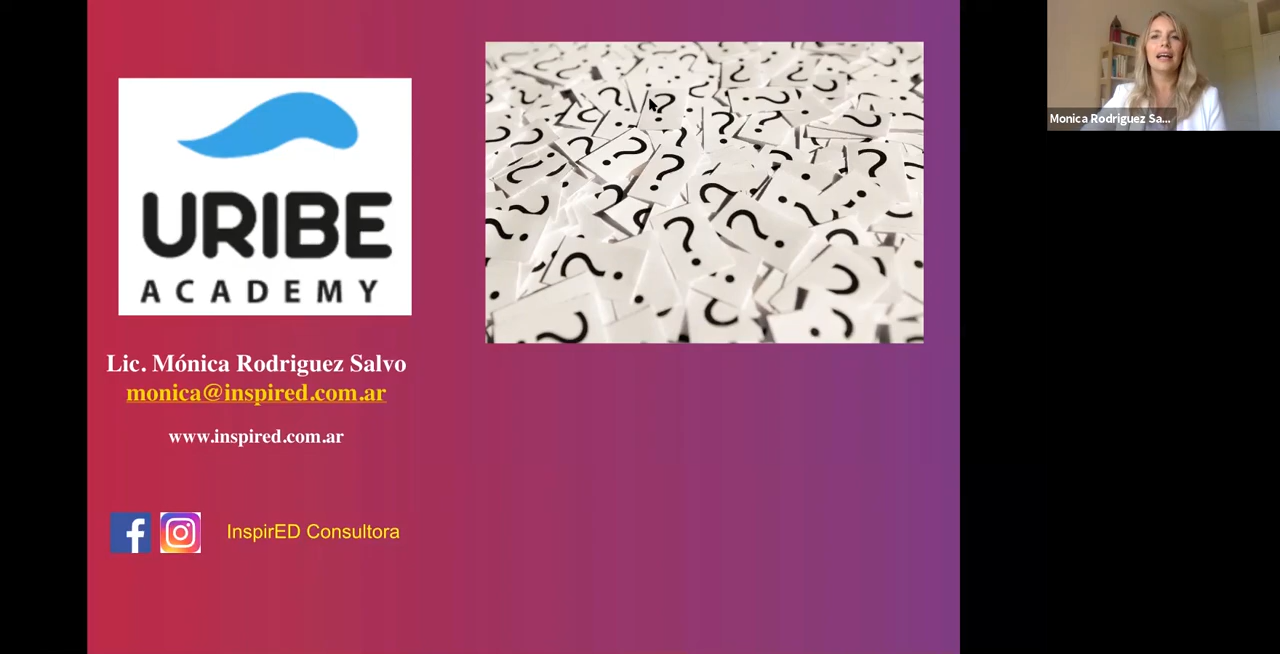 URIBE
ACADEMY
Lic. Mónica Rodriguez Salvo
monica@inspired.com.ar
www.inspired.com.ar
InspirED Consultora
Monica Rodriguez Sa...